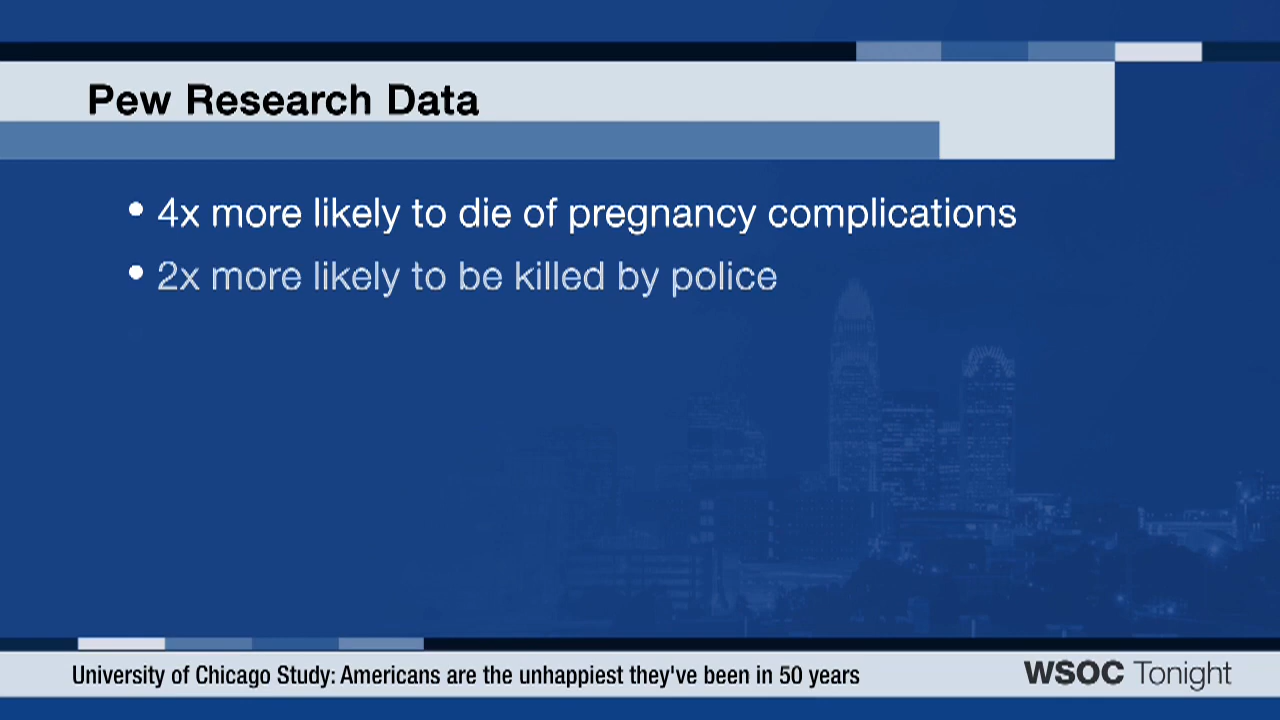 Pew Research Data
• 4x more likely to die of pregnancy complications
• 2x more likely to be killed by police
University of Chicago Study: Americans are the unhappiest they've been in 50 years
WSOC Tonight